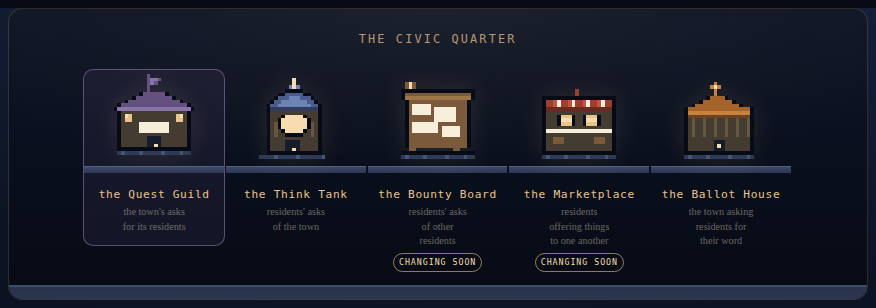 THE CIVIC QUARTER
the Quest Guild
the town's asks
for its residents
the Think Tank
residents' asks
of the town
the Bounty Board
residents' asks
of other
residents
CHANGING SOON
the Marketplace
residents
offering things
to one another
CHANGING SOON
the Ballot House
the town asking
residents for
their word